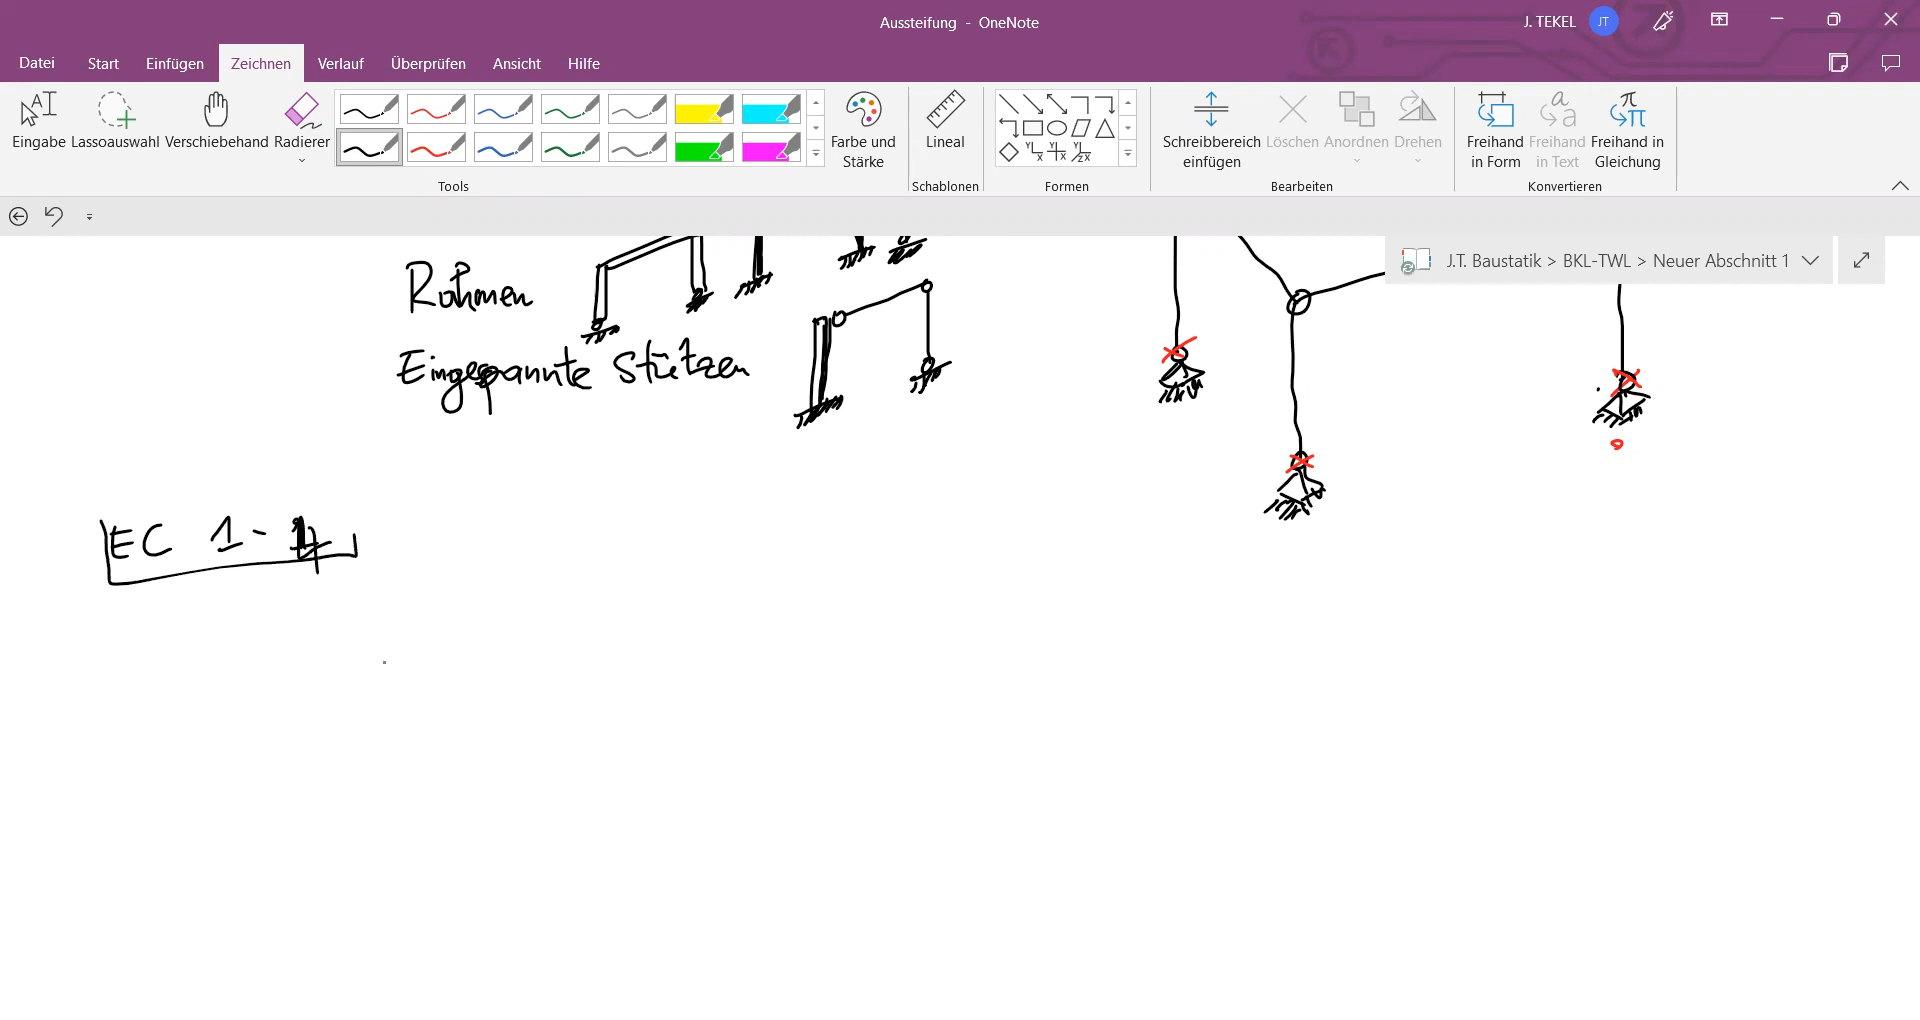 Aussteifung - OneNote
J. TEKEL
JT
Datei
Start
Einfügen
Zeichnen
Verlauf
Überprüfen
Ansicht
Hilfe
Eingabe
Lassoauswahl
Verschiebehand
Radierer
Farbe und Stärke
Lineal
Schreibbereich einfügen
Löschen
Anordnen
Drehen
Freihand in Form
Freihand in Text
Freihand in Gleichung
Tools
Schablonen
Formen
Bearbeiten
Konvertieren
J.T. Baustatik > BKL-TWL > Neuer Abschnitt 1
Rahmen
Eingespannte Stützen
EC 1-